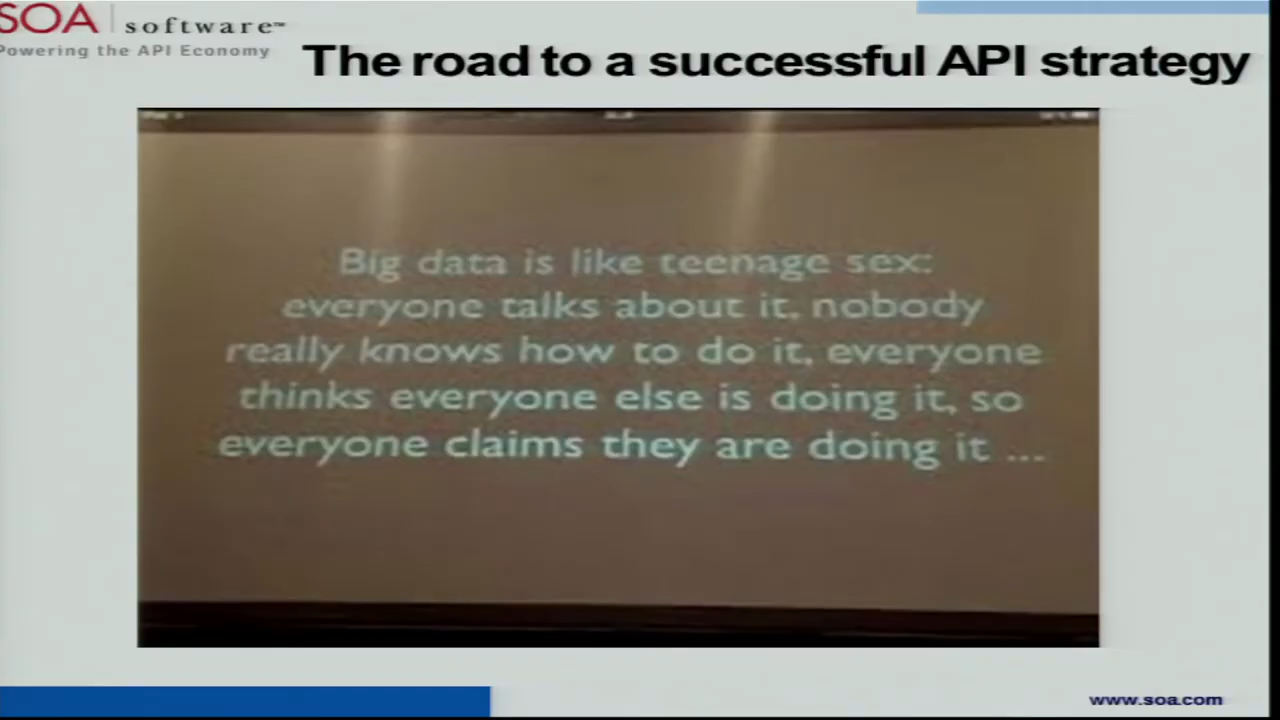 SOA software™
Powering the API Economy
The road to a successful API strategy
Big data is like teenage sex:
everyone talks about it, nobody
really knows how to do it, everyone
thinks everyone else is doing it, so
everyone claims they are doing it ...
www.soa.com